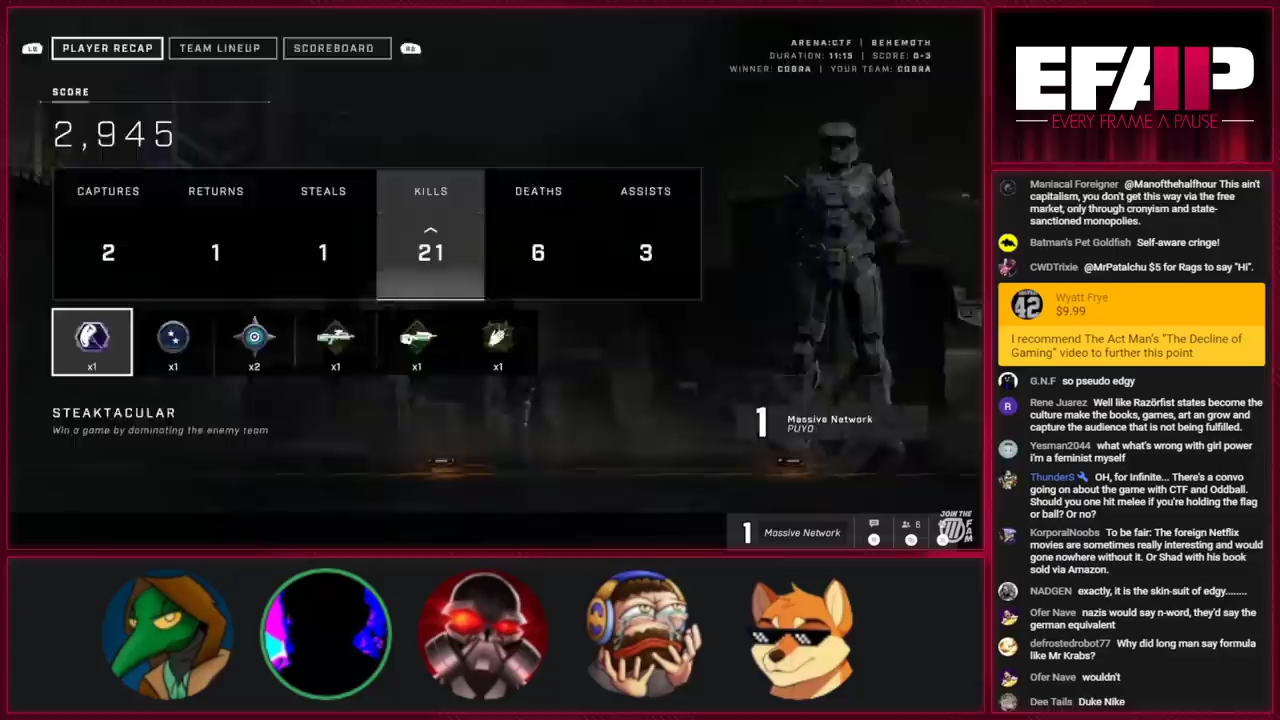 LB
PLAYER RECAP
TEAM LINEUP
SCOREBOARD
RB
ARENA:CTF | BEHEMOTH
DURATION: 11:15 | SCORE: 0-3
WINNER: COBRA | YOUR TEAM: COBRA
SCORE
2,945
CAPTURES RETURNS STEALS KILLS DEATHS ASSISTS
2 1 1 21 6 3
x1 x1 x2 x1 x1 x1
STEAKTACULAR
Win a game by dominating the enemy team
1 Massive Network
PUYO
1 Massive Network
6
JOIN THE
FAM
EFAP
EVERY FRAME A PAUSE
Maniacal Foreigner @Manofthehalfhour This ain't
capitalism, you don't get this way via the free
market, only through cronyism and state-
sanctioned monopolies.
Batman's Pet Goldfish Self-aware cringe!
CWDTrixie @MrPatalchu $5 for Rags to say "Hi".
42
Wyatt Frye
$9.99
I recommend The Act Man's "The Decline of
Gaming" video to further this point
G.N.F so pseudo edgy
R
Rene Juarez Well like Razörfist states become the
culture make the books, games, art an grow and
capture the audience that is not being fulfilled.
Yesman2044 what what's wrong with girl power
i'm a feminist myself
ThunderS OH, for Infinite... There's a convo
going on about the game with CTF and Oddball.
Should you one hit melee if you're holding the flag
or ball? Or no?
KorporalNoobs To be fair: The foreign Netflix
movies are sometimes really interesting and would
gone nowhere without it. Or Shad with his book
sold via Amazon.
NADGEN exactly, it is the skin-suit of edgy........
Ofer Nave nazis would say n-word, they'd say the
german equivalent
defrostedrobot77 Why did long man say formula
like Mr Krabs?
Ofer Nave wouldn't
Dee Tails Duke Nike